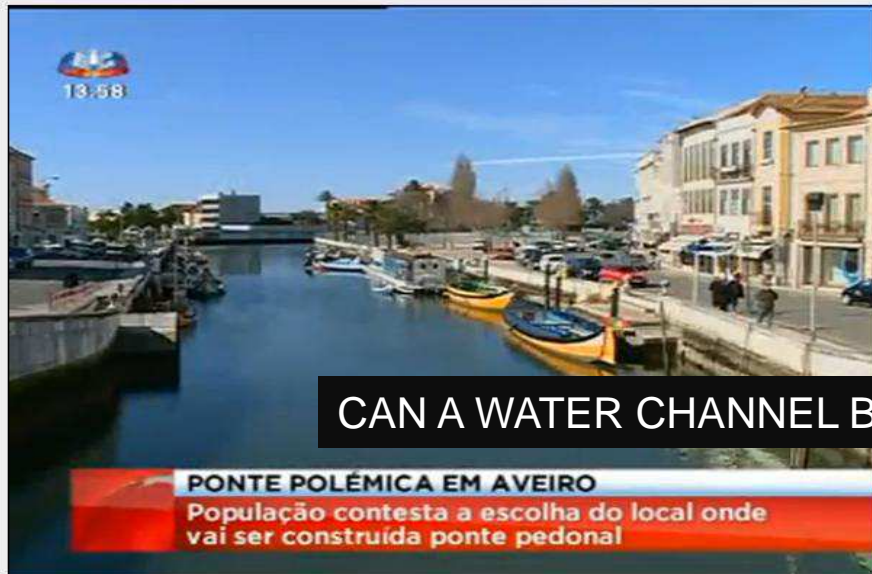 SIC
13:58
CAN A WATER CHANNEL B
PONTE POLÉMICA EM AVEIRO
População contesta a escolha do local onde
vai ser construída ponte pedonal